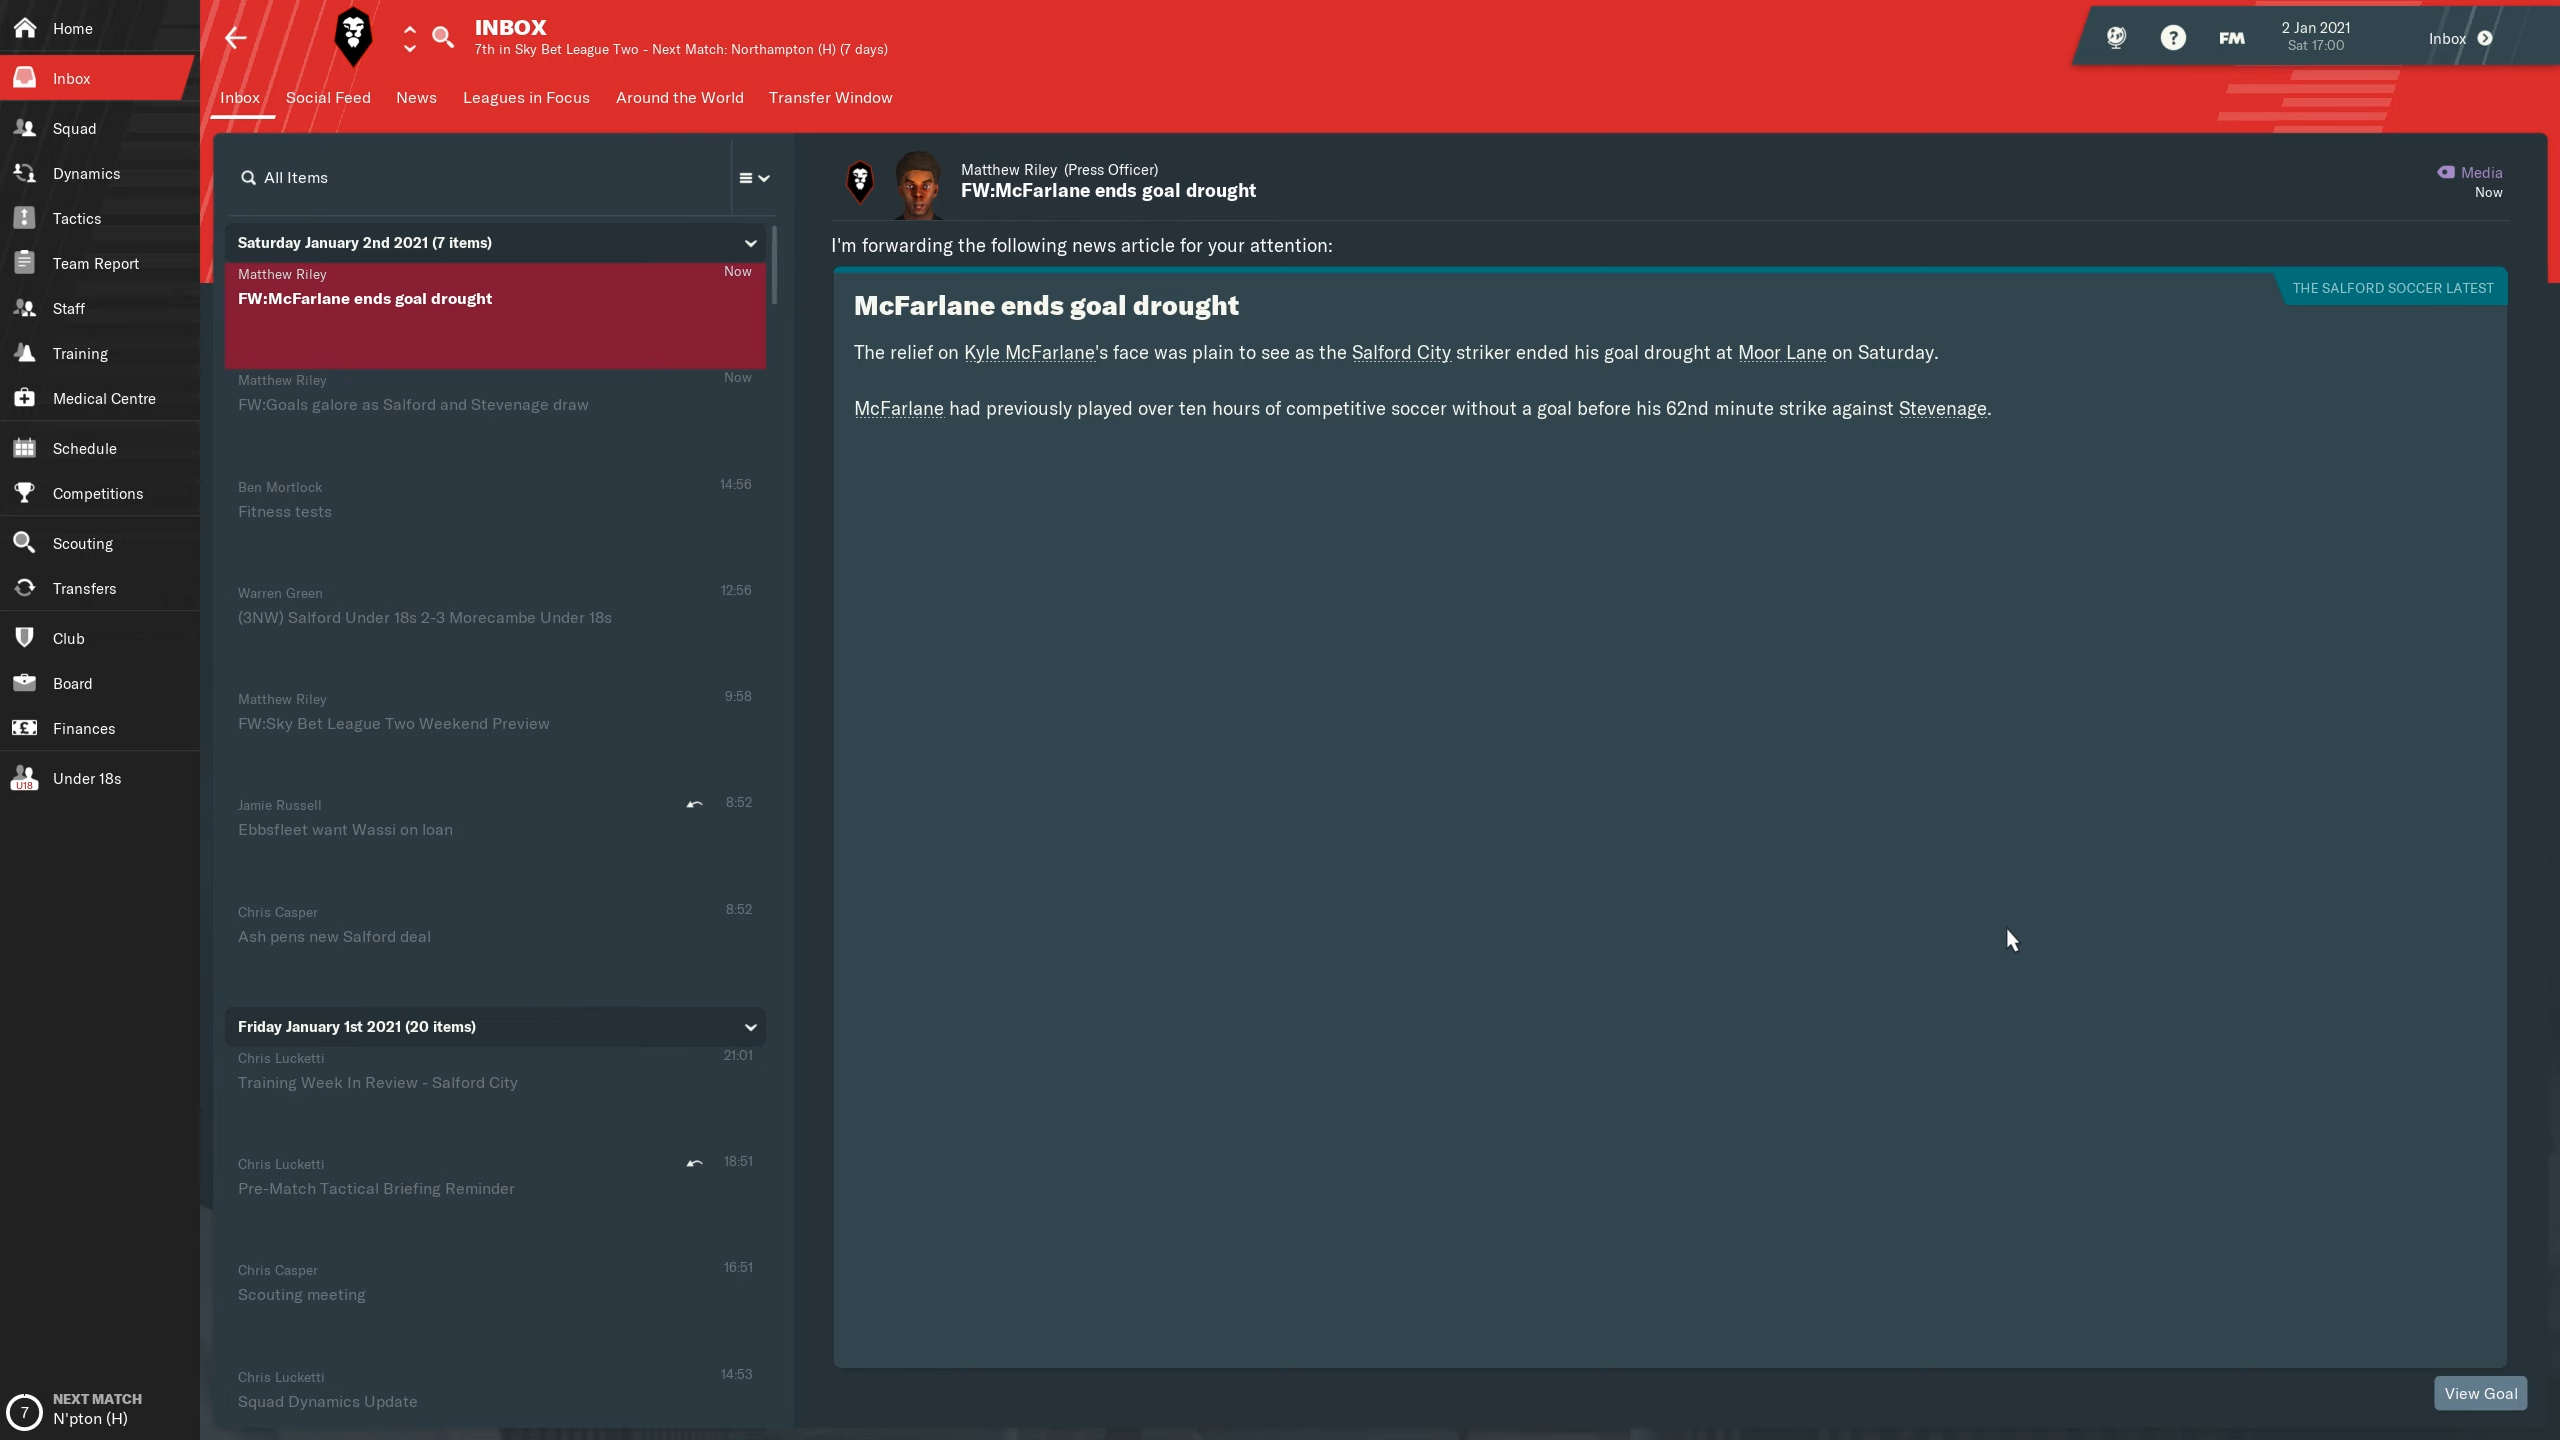 Home
Inbox
Squad
Dynamics
Tactics
Team Report
Staff
Training
Medical Centre
Schedule
Competitions
Scouting
Transfers
Club
Board
Finances
U18
Under 18s
7
NEXT MATCH
N'pton (H)
INBOX
7th in Sky Bet League Two - Next Match: Northampton (H) (7 days)
?
FM
2 Jan 2021
Sat 17:00
Inbox
Inbox Social Feed News Leagues in Focus Around the World Transfer Window
All Items
Saturday January 2nd 2021 (7 items)
Matthew Riley Now
FW:McFarlane ends goal drought
Matthew Riley Now
FW:Goals galore as Salford and Stevenage draw
Ben Mortlock 14:56
Fitness tests
Warren Green 12:56
(3NW) Salford Under 18s 2-3 Morecambe Under 18s
Matthew Riley 9:58
FW:Sky Bet League Two Weekend Preview
Jamie Russell 8:52
Ebbsfleet want Wassi on loan
Chris Casper 8:52
Ash pens new Salford deal
Friday January 1st 2021 (20 items)
Chris Lucketti 21:01
Training Week In Review - Salford City
Chris Lucketti 18:51
Pre-Match Tactical Briefing Reminder
Chris Casper 16:51
Scouting meeting
Chris Lucketti 14:53
Squad Dynamics Update
Matthew Riley (Press Officer)
FW:McFarlane ends goal drought
Media
Now
I'm forwarding the following news article for your attention:
THE SALFORD SOCCER LATEST
McFarlane ends goal drought
The relief on Kyle McFarlane's face was plain to see as the Salford City striker ended his goal drought at Moor Lane on Saturday.
McFarlane had previously played over ten hours of competitive soccer without a goal before his 62nd minute strike against Stevenage.
View Goal